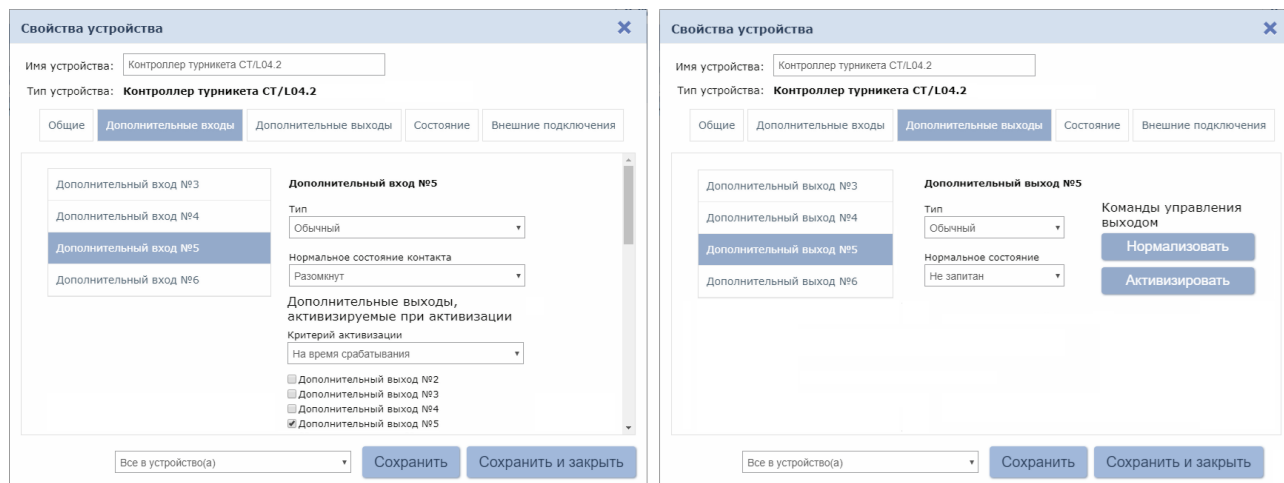 Свойства устройства
Имя устройства: Контроллер турникета CT/L04.2
Тип устройства: Контроллер турникета CT/L04.2
Общие Дополнительные входы Дополнительные выходы Состояние Внешние подключения
Дополнительный вход №3
Дополнительный вход №4
Дополнительный вход №5
Дополнительный вход №6
Дополнительный вход №5
Тип
Обычный
Нормальное состояние контакта
Разомкнут
Дополнительные выходы,
активизируемые при активизации
Критерий активизации
На время срабатывания
Дополнительный выход №2
Дополнительный выход №3
Дополнительный выход №4
Дополнительный выход №5
Все в устройство(а) Сохранить Сохранить и закрыть
Свойства устройства
Имя устройства: Контроллер турникета CT/L04.2
Тип устройства: Контроллер турникета CT/L04.2
Общие Дополнительные входы Дополнительные выходы Состояние Внешние подключения
Дополнительный выход №3
Дополнительный выход №4
Дополнительный выход №5
Дополнительный выход №6
Дополнительный выход №5
Тип
Обычный
Нормальное состояние
Не запитан
Команды управления
выходом
Нормализовать
Активизировать
Все в устройство(а) Сохранить Сохранить и закрыть